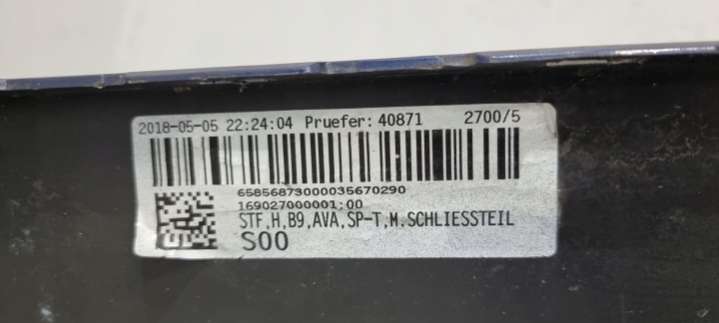 2018-05-05 22:24:04 Pruefer: 40871 2700/5
65856873000035670290
169027000001:00
STF,H,B9,AVA,SP-T,M.SCHLIESSTEIL
S00